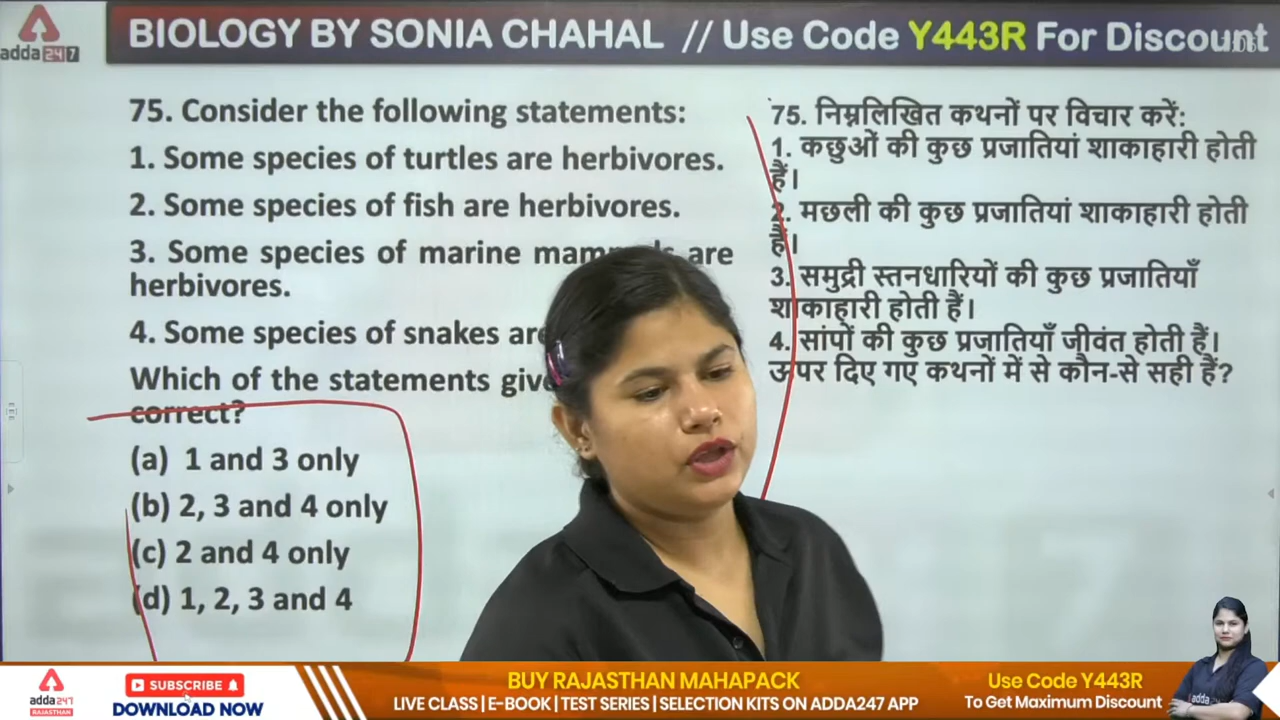 adda247
BIOLOGY BY SONIA CHAHAL // Use Code Y443R For Discount
75. Consider the following statements:
1. Some species of turtles are herbivores.
2. Some species of fish are herbivores.
3. Some species of marine are
herbivores.
4. Some species of snakes are
Which of the statements
correct?
(a) 1 and 3 only
(b) 2, 3 and 4 only
(c) 2 and 4 only
(d) 1, 2, 3 and 4
75. निम्नलिखित कथनों पर विचार करें:
1. कछुओं की कुछ प्रजातियां शाकाहारी होती
हैं।
2. मछली की कुछ प्रजातियां शाकाहारी होती
हैं।
3. समुद्री स्तनधारियों की कुछ प्रजातियाँ
शाकाहारी होती हैं।
4. सांपों की कुछ प्रजातियाँ जीवंत होती हैं।
ऊपर दिए गए कथनों में से कौन-से सही हैं?
adda247
RAJASTHAN
SUBSCRIBE
DOWNLOAD NOW
BUY RAJASTHAN MAHAPACK
LIVE CLASS | E-BOOK | TEST SERIES | SELECTION KITS ON ADDA247 APP
Use Code Y443R
To Get Maximum Discount